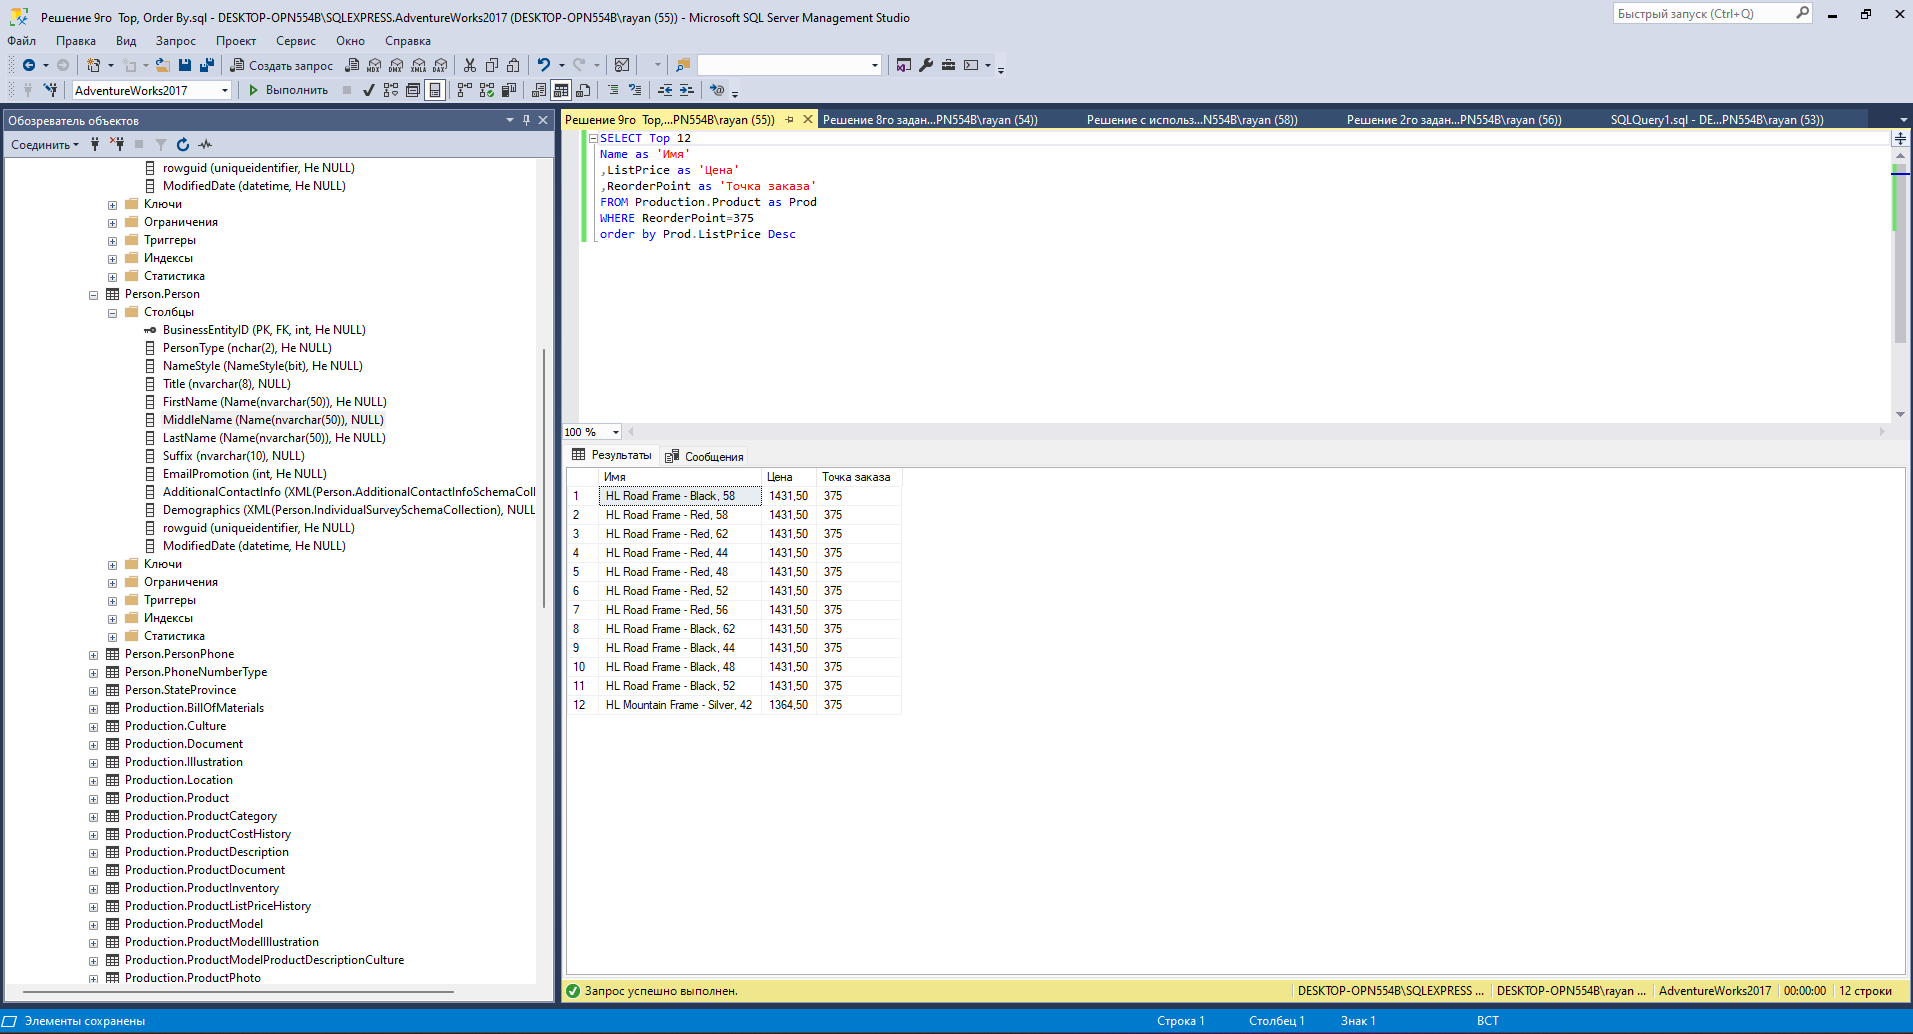 Решение 9го  Top, Order By.sql - DESKTOP-OPN554B\SQLEXPRESS.AdventureWorks2017 (DESKTOP-OPN554B\rayan (55)) - Microsoft SQL Server Management Studio
Быстрый запуск (Ctrl+Q)
Файл Правка Вид Запрос Проект Сервис Окно Справка
Создать запрос
AdventureWorks2017 Выполнить
Обозреватель объектов
Соединить
rowguid (uniqueidentifier, Не NULL)
ModifiedDate (datetime, Не NULL)
Ключи
Ограничения
Триггеры
Индексы
Статистика
Person.Person
Столбцы
BusinessEntityID (PK, FK, int, Не NULL)
PersonType (nchar(2), Не NULL)
NameStyle (NameStyle(bit), Не NULL)
Title (nvarchar(8), NULL)
FirstName (Name(nvarchar(50)), Не NULL)
MiddleName (Name(nvarchar(50)), NULL)
LastName (Name(nvarchar(50)), Не NULL)
Suffix (nvarchar(10), NULL)
EmailPromotion (int, Не NULL)
AdditionalContactInfo (XML(Person.AdditionalContactInfoSchemaColl
Demographics (XML(Person.IndividualSurveySchemaCollection), NULL
rowguid (uniqueidentifier, Не NULL)
ModifiedDate (datetime, Не NULL)
Ключи
Ограничения
Триггеры
Индексы
Статистика
Person.PersonPhone
Person.PhoneNumberType
Person.StateProvince
Production.BillOfMaterials
Production.Culture
Production.Document
Production.Illustration
Production.Location
Production.Product
Production.ProductCategory
Production.ProductCostHistory
Production.ProductDescription
Production.ProductDocument
Production.ProductInventory
Production.ProductListPriceHistory
Production.ProductModel
Production.ProductModelIllustration
Production.ProductModelProductDescriptionCulture
Production.ProductPhoto
Решение 9го  Top,...PN554B\rayan (55)) Решение 8го задан...PN554B\rayan (54)) Решение с использ...N554B\rayan (58)) Решение 2го задан...PN554B\rayan (56)) SQLQuery1.sql - DE...PN554B\rayan (53))
SELECT Top 12
Name as 'Имя'
,ListPrice as 'Цена'
,ReorderPoint as 'Точка заказа'
FROM Production.Product as Prod
WHERE ReorderPoint=375
order by Prod.ListPrice Desc
100 %
Результаты Сообщения
Имя Цена Точка заказа
1 HL Road Frame - Black, 58 1431,50 375
2 HL Road Frame - Red, 58 1431,50 375
3 HL Road Frame - Red, 62 1431,50 375
4 HL Road Frame - Red, 44 1431,50 375
5 HL Road Frame - Red, 48 1431,50 375
6 HL Road Frame - Red, 52 1431,50 375
7 HL Road Frame - Red, 56 1431,50 375
8 HL Road Frame - Black, 62 1431,50 375
9 HL Road Frame - Black, 44 1431,50 375
10 HL Road Frame - Black, 48 1431,50 375
11 HL Road Frame - Black, 52 1431,50 375
12 HL Mountain Frame - Silver, 42 1364,50 375
Запрос успешно выполнен. DESKTOP-OPN554B\SQLEXPRESS ... DESKTOP-OPN554B\rayan ... AdventureWorks2017 00:00:00 12 строки
Элементы сохранены Строка 1 Столбец 1 Знак 1 ВСТ